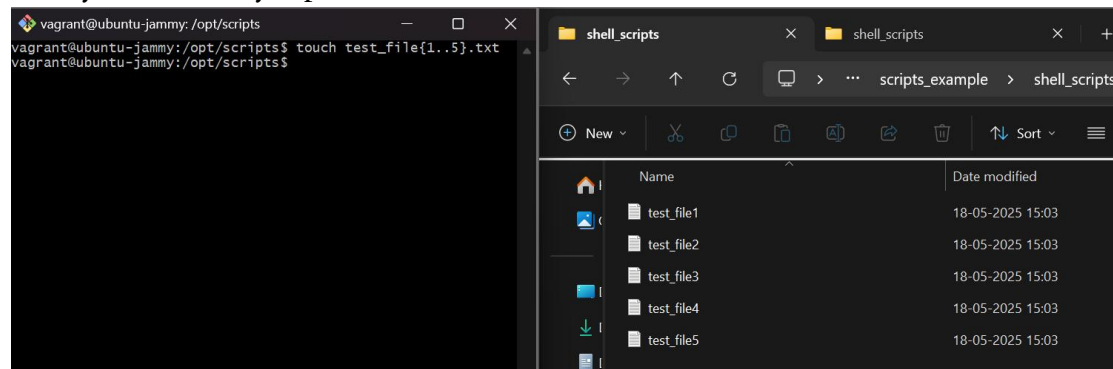 vagrant@ubuntu-jammy: /opt/scripts
vagrant@ubuntu-jammy:/opt/scripts$ touch test_file{1..5}.txt
vagrant@ubuntu-jammy:/opt/scripts$
shell_scripts
shell_scripts
scripts_example > shell_scripts
New
Sort
Name Date modified
test_file1 18-05-2025 15:03
test_file2 18-05-2025 15:03
test_file3 18-05-2025 15:03
test_file4 18-05-2025 15:03
test_file5 18-05-2025 15:03